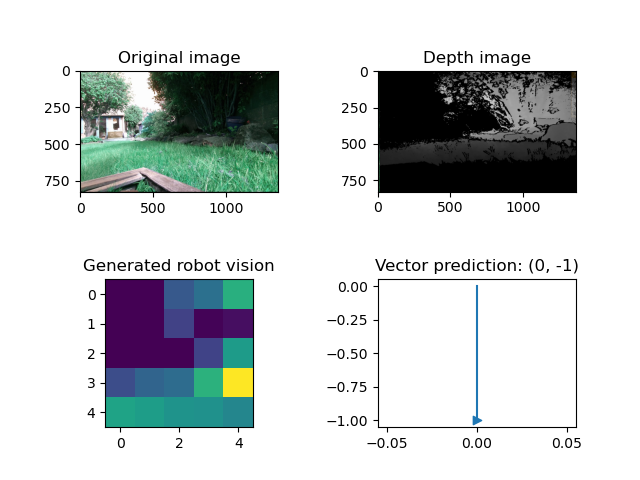 Original image
0
250
500
750
0 500 1000
Depth image
0
250
500
750
0 500 1000
Generated robot vision
0
1
2
3
4
0 2 4
Vector prediction: (0, -1)
0.00
−0.25
−0.50
−0.75
−1.00
−0.05 0.00 0.05